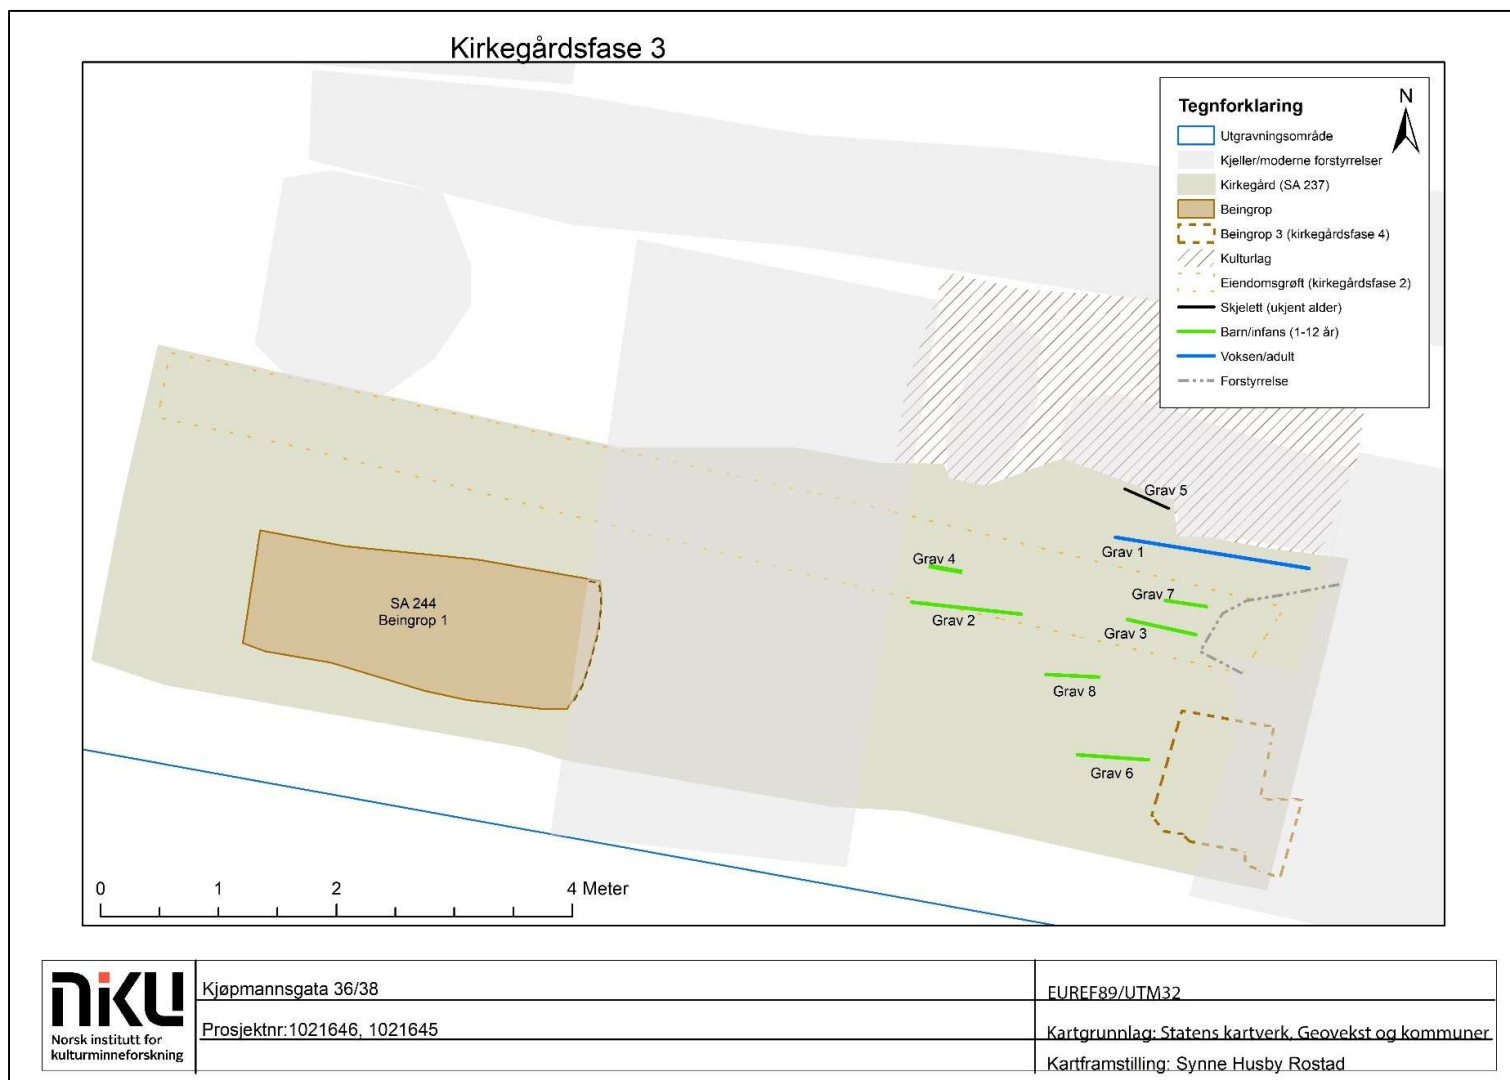 Kirkegårdsfase 3
Tegnforklaring
N
Utgravningsområde
Kjeller/moderne forstyrrelser
Kirkegård (SA 237)
Beingrop
Beingrop 3 (kirkegårdsfase 4)
Kulturlag
Eiendomsgrøft (kirkegårdsfase 2)
Skjelett (ukjent alder)
Barn/infans (1-12 år)
Voksen/adult
Forstyrrelse
Grav 5
Grav 1
Grav 4
Grav 7
Grav 2
Grav 3
SA 244
Beingrop 1
Grav 8
Grav 6
0 1 2 4 Meter
NIKU
Norsk institutt for
kulturminneforskning
Kjøpmannsgata 36/38
Prosjektnr:1021646, 1021645
EUREF89/UTM32
Kartgrunnlag: Statens kartverk, Geovekst og kommuner
Kartframstilling: Synne Husby Rostad